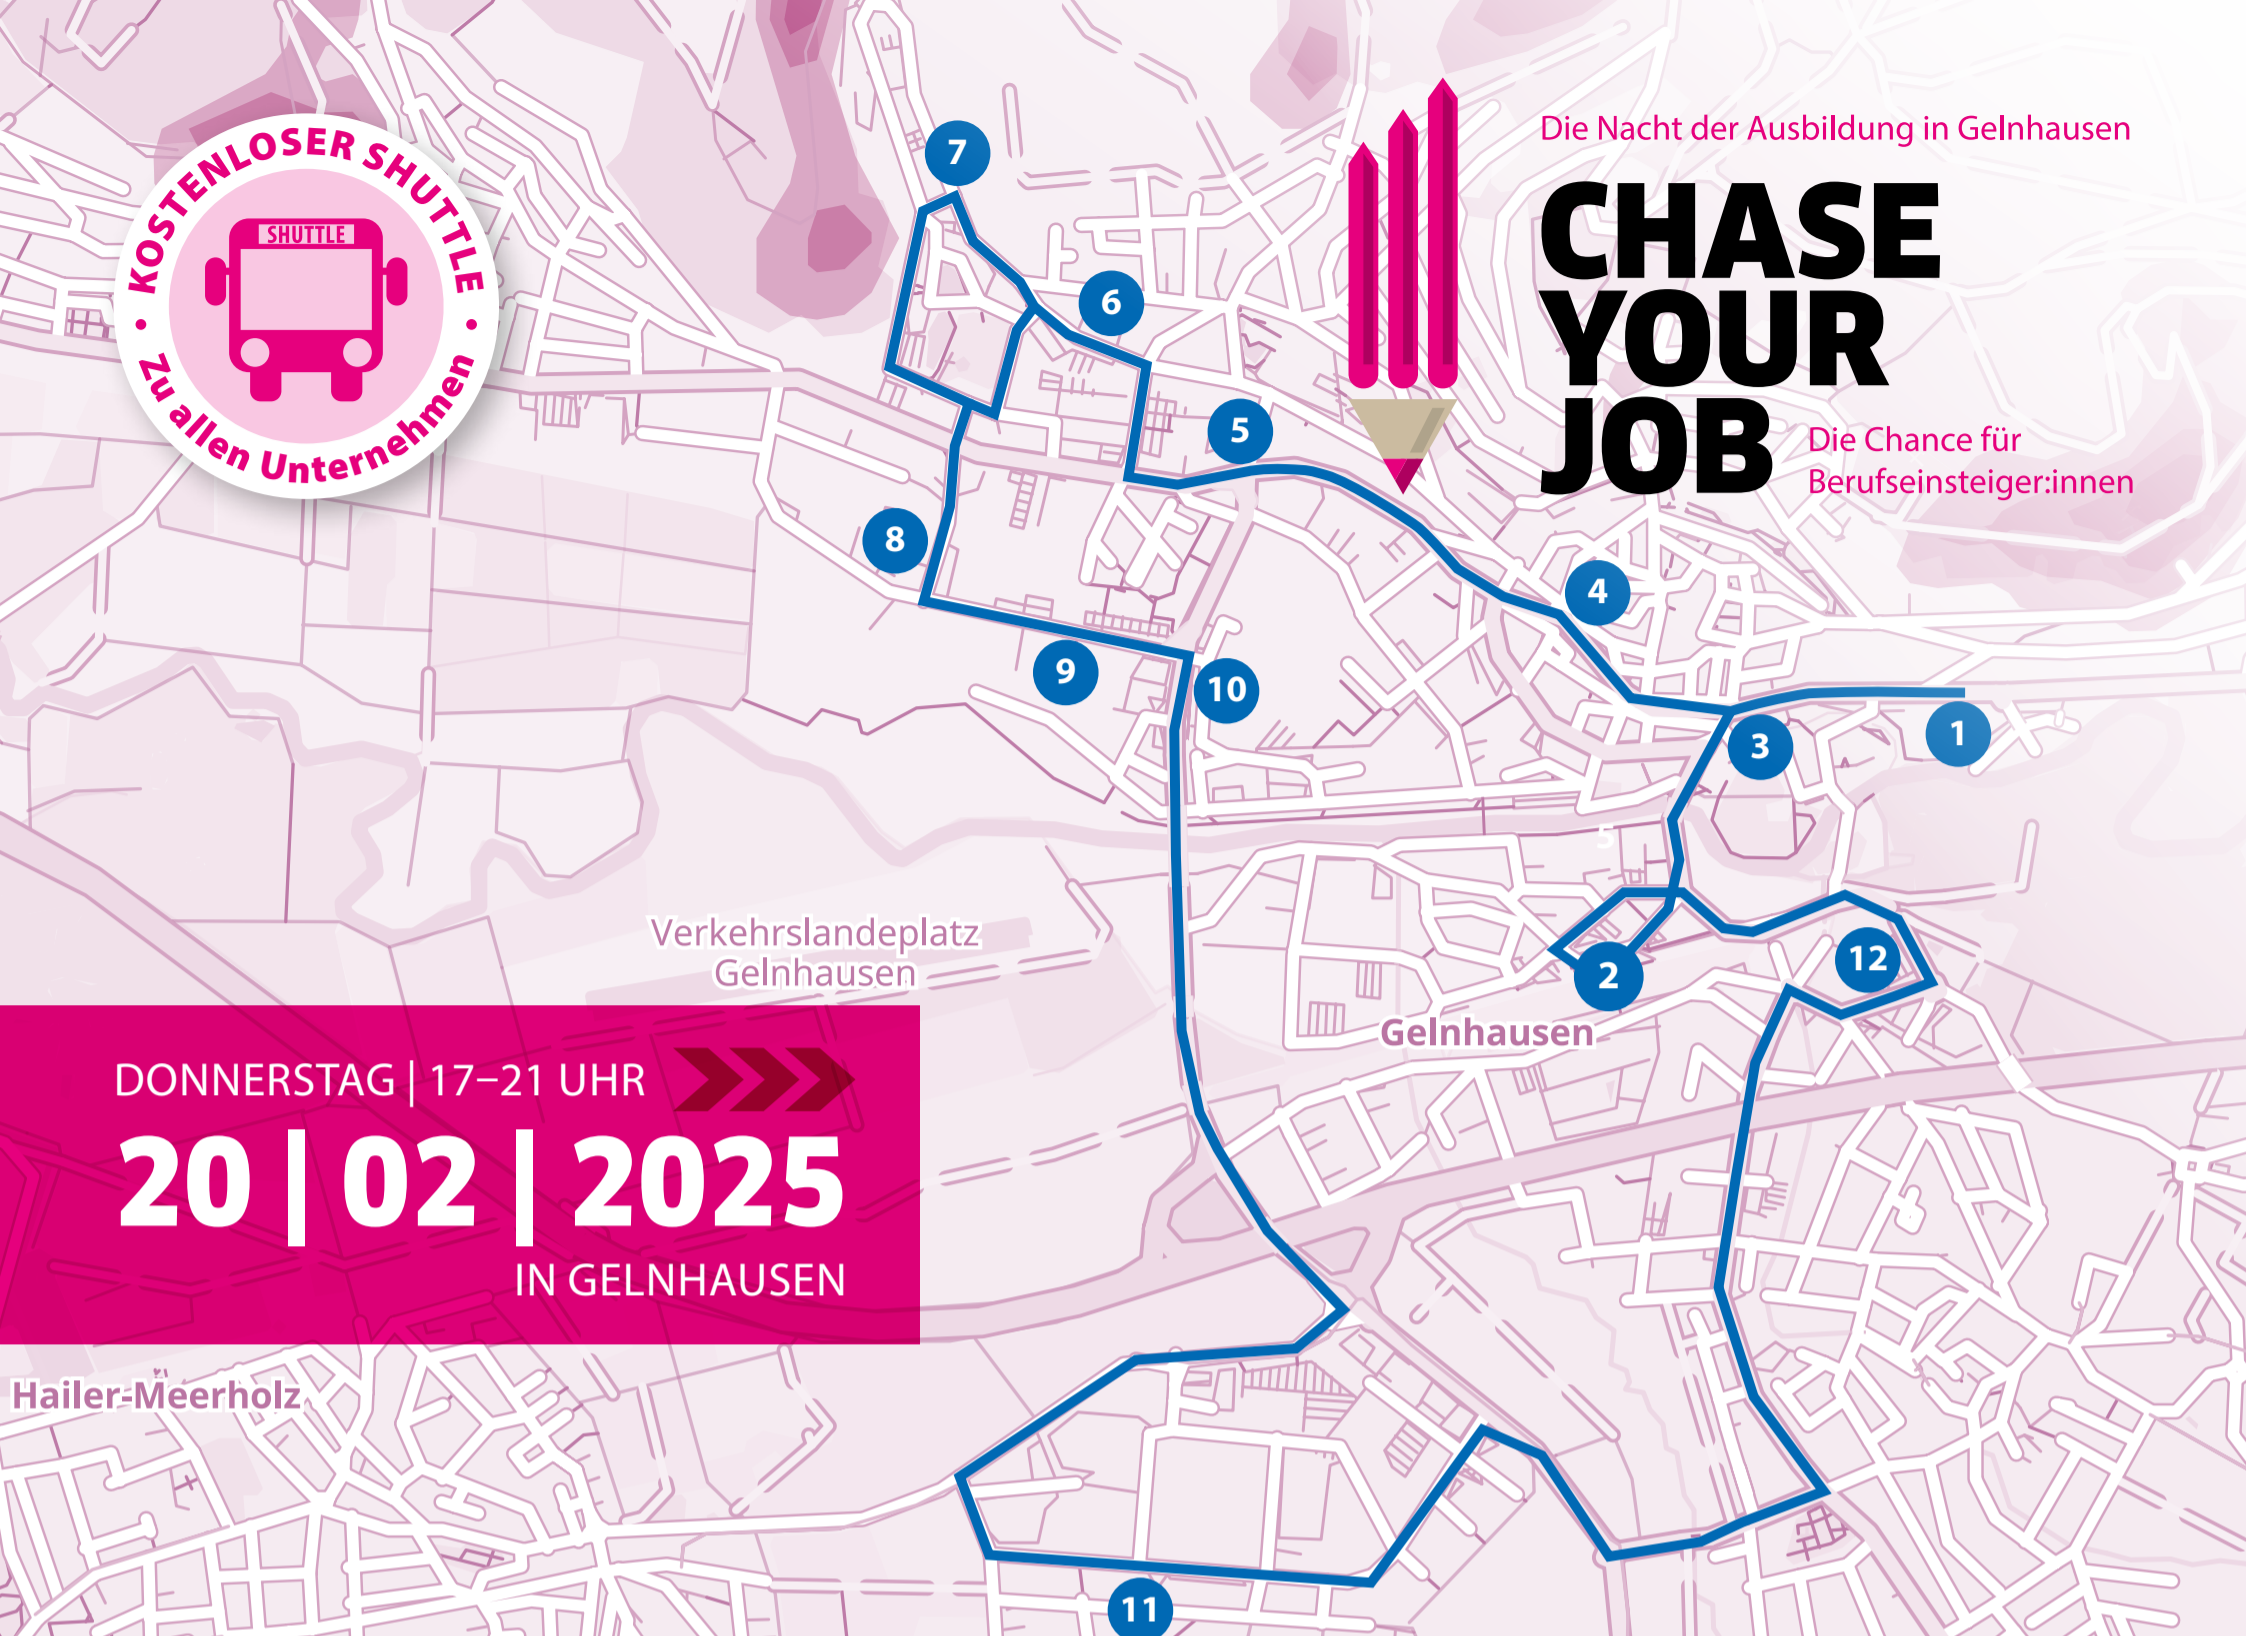 KOSTENLOSER SHUTTLE
SHUTTLE
• Zu allen Unternehmen •
Die Nacht der Ausbildung in Gelnhausen
CHASE
YOUR
JOB
Die Chance für
Berufseinsteiger:innen
7
6
5
8
4
9
10
3
1
5
Verkehrslandeplatz
Gelnhausen
12
2
Gelnhausen
DONNERSTAG | 17–21 UHR
20 | 02 | 2025
IN GELNHAUSEN
Hailer-Meerholz
11